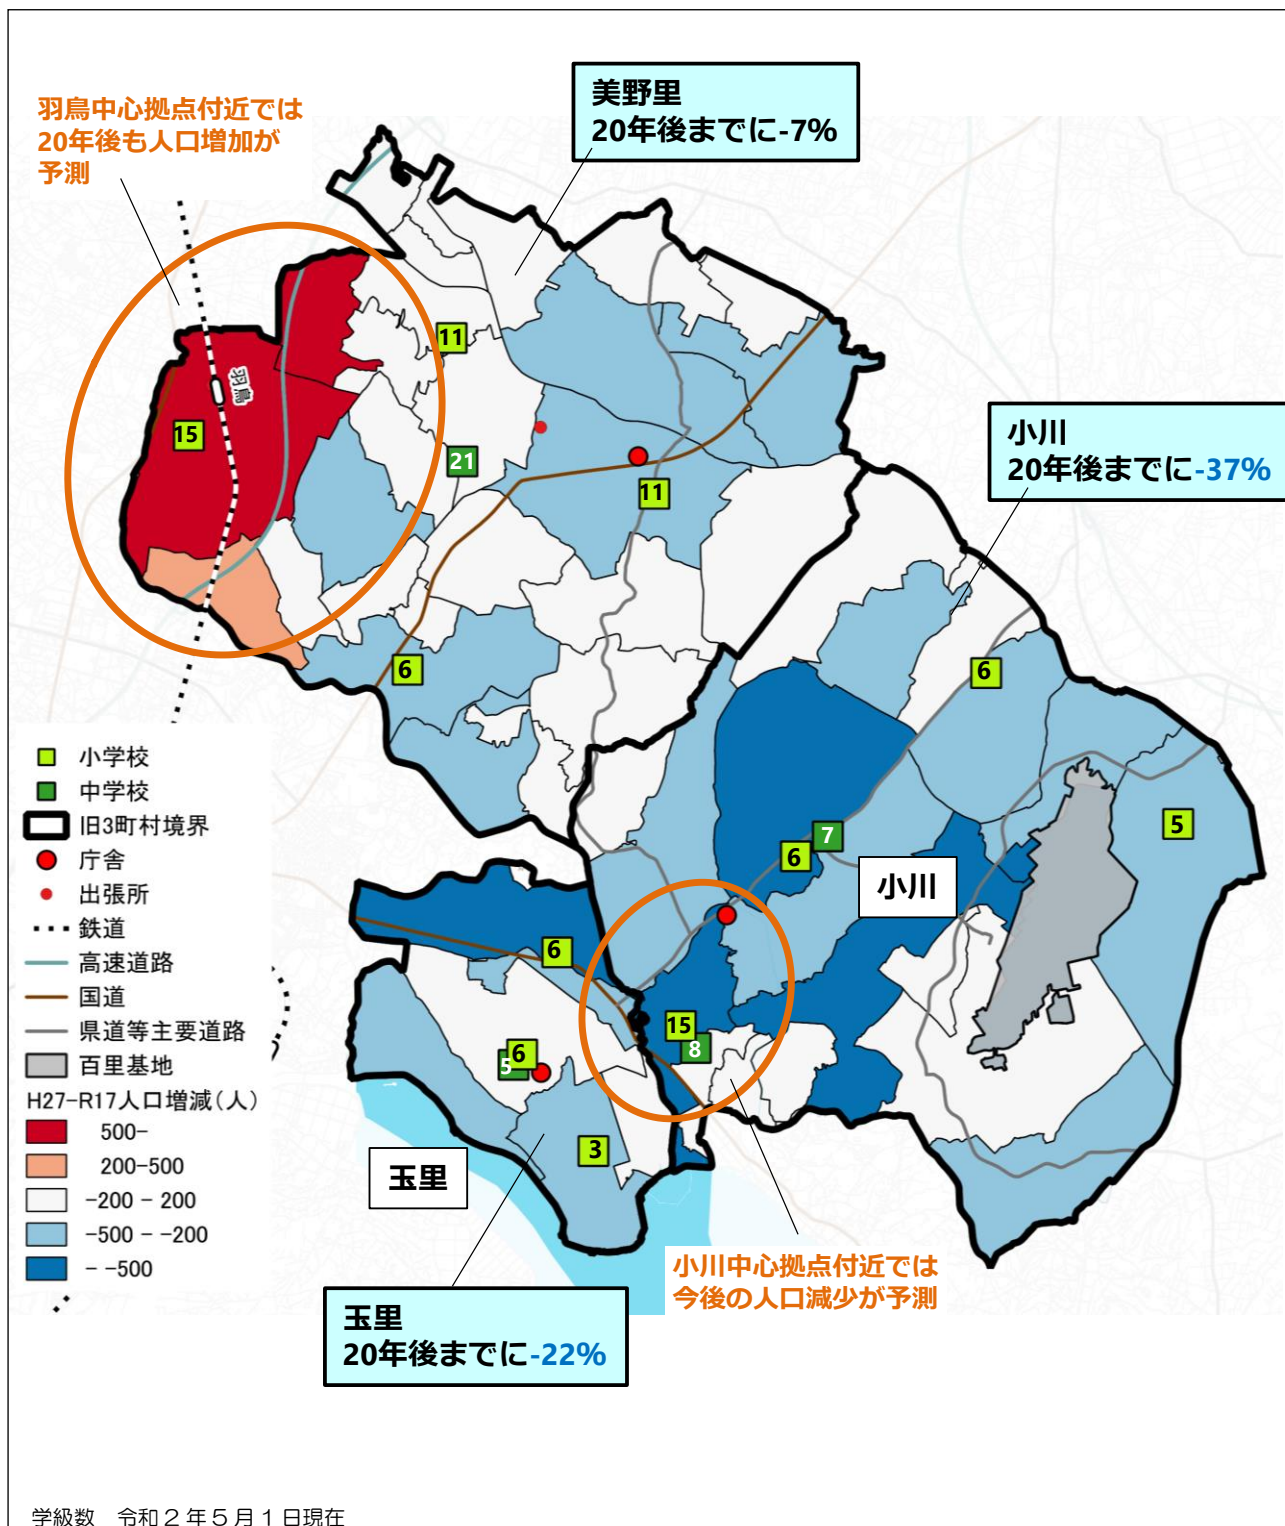 羽鳥中心拠点付近では
20年後も人口増加が
予測
美野里
20年後までに-7%
小川
20年後までに-37%
羽鳥
11
15
21
11
6
6
5
7
6
小川
6
15
8
6
5
3
玉里
小学校
中学校
旧3町村境界
庁舎
出張所
鉄道
高速道路
国道
県道等主要道路
百里基地
H27-R17人口増減(人)
500-
200-500
-200 - 200
-500 - -200
- -500
小川中心拠点付近では
今後の人口減少が予測
玉里
20年後までに-22%
学級数 令和2年5月1日現在